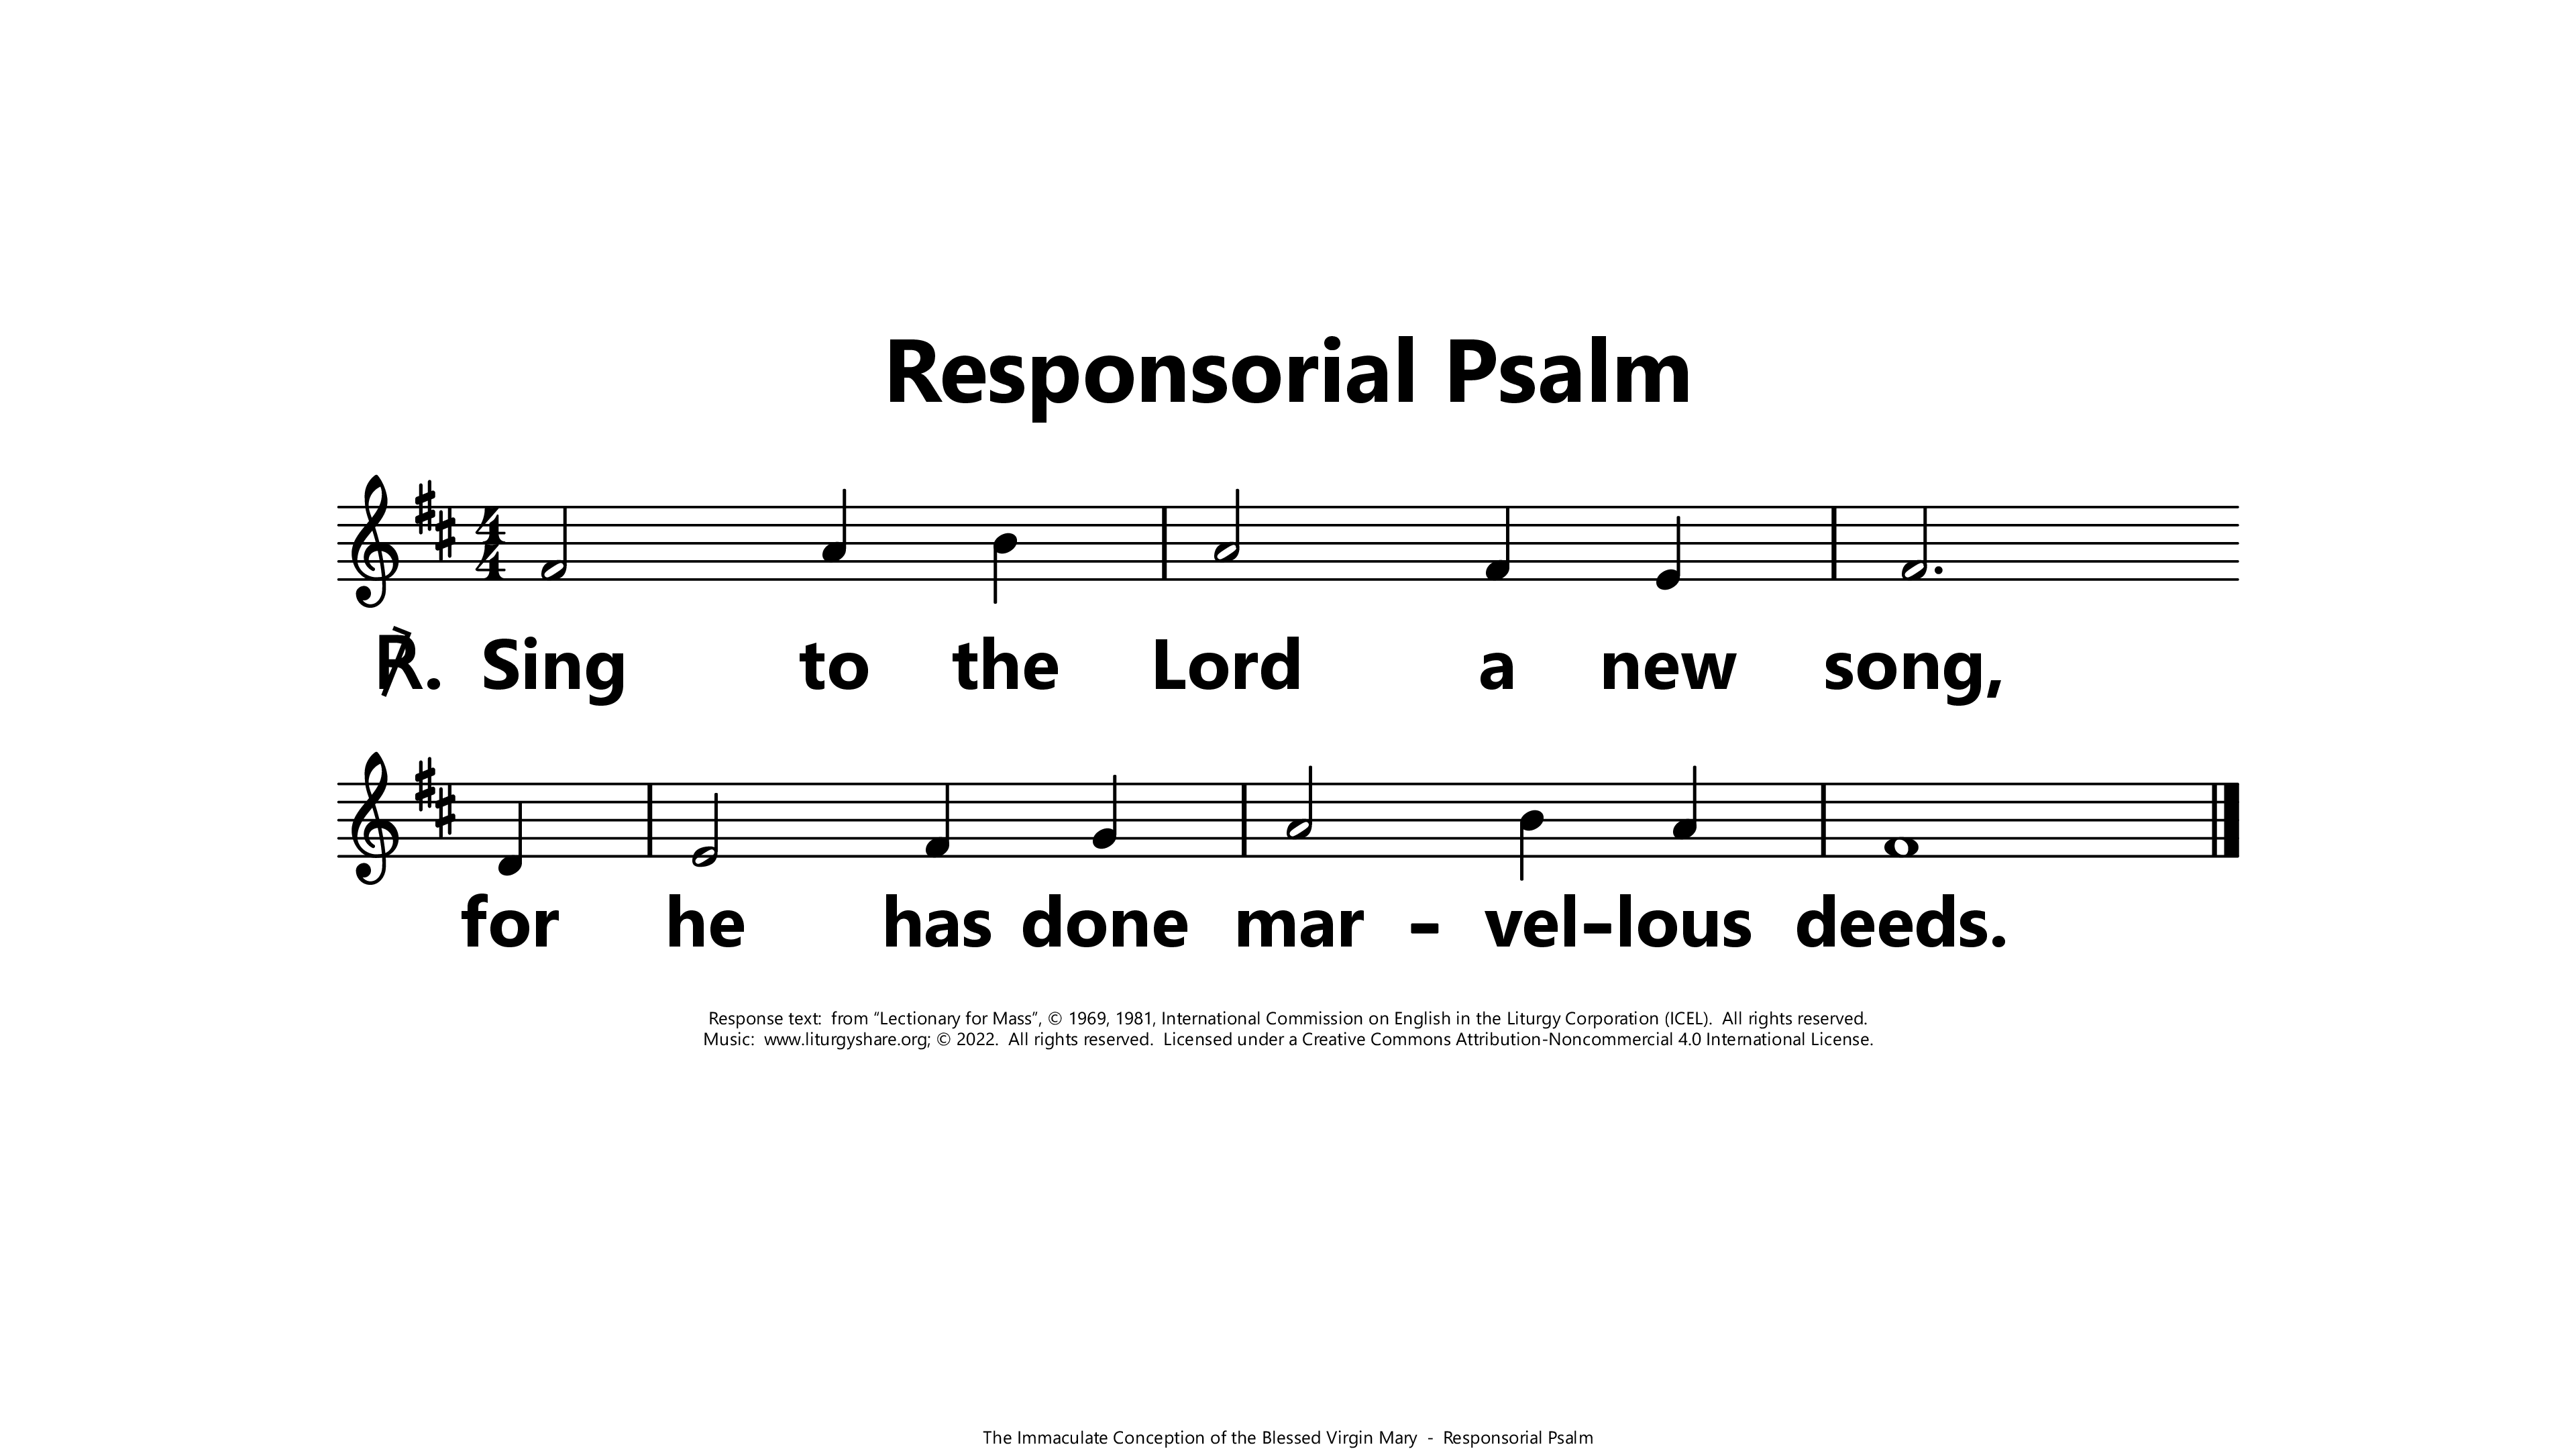 Responsorial Psalm
℟. Sing to the Lord a new song,
for he has done mar - vel-lous deeds.
Response text:  from “Lectionary for Mass”, © 1969, 1981, International Commission on English in the Liturgy Corporation (ICEL).  All rights reserved.
Music:  www.liturgyshare.org; © 2022.  All rights reserved.  Licensed under a Creative Commons Attribution-Noncommercial 4.0 International License.
The Immaculate Conception of the Blessed Virgin Mary  -  Responsorial Psalm